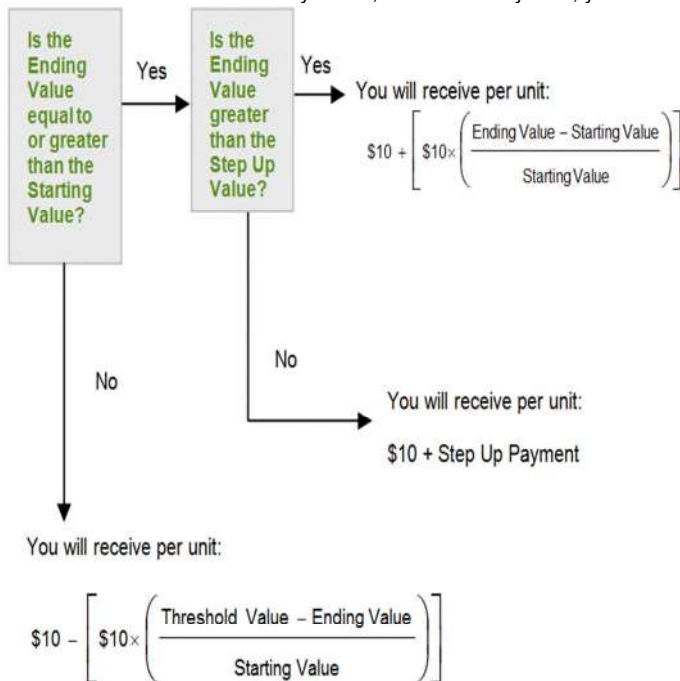 Is the
Ending
Value
equal to
or greater
than the
Starting
Value?
Yes
Is the
Ending
Value
greater
than the
Step Up
Value?
Yes
You will receive per unit:
$10 + [ $10× ( Ending Value – Starting Value
Starting Value ) ]
No
You will receive per unit:
$10 + Step Up Payment
No
You will receive per unit:
$10 – [ $10× ( Threshold Value – Ending Value
Starting Value ) ]